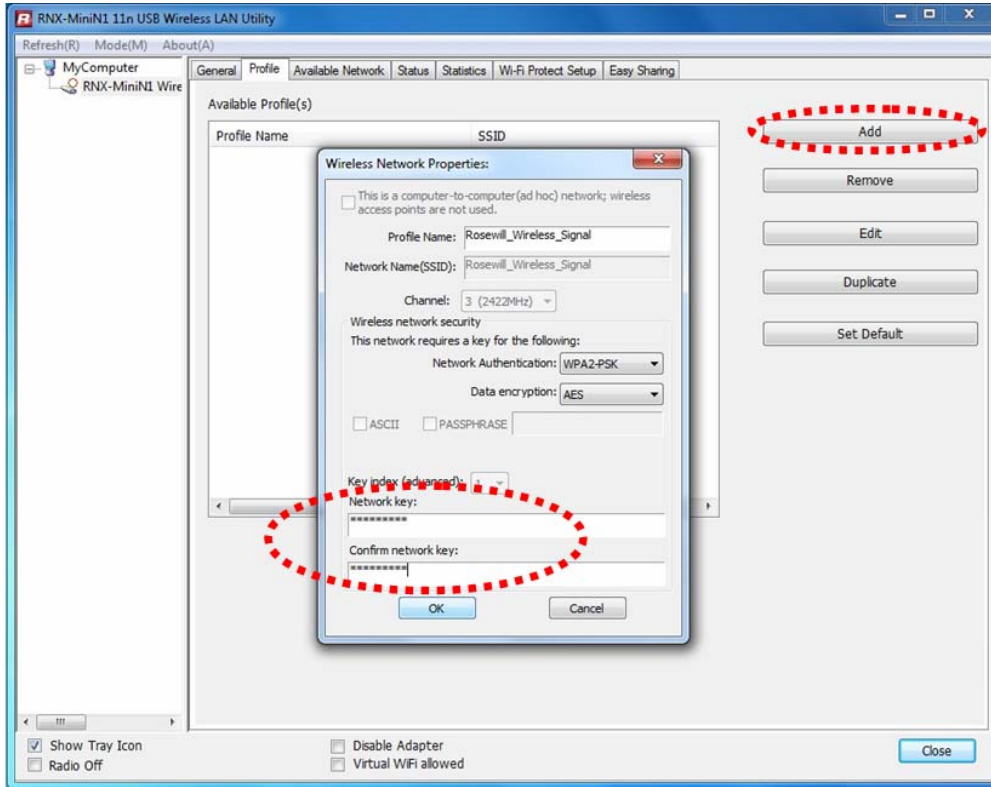 RNX-MiniN1 11n USB Wireless LAN Utility
Refresh(R) Mode(M) About(A)
MyComputer
RNX-MiniN1 Wire
General Profile Available Network Status Statistics Wi-Fi Protect Setup Easy Sharing
Available Profile(s)
Profile Name SSID
Add
Remove
Edit
Duplicate
Set Default
Wireless Network Properties:
This is a computer-to-computer(ad hoc) network; wireless
access points are not used.
Profile Name: Rosewill_Wireless_Signal
Network Name(SSID): Rosewill_Wireless_Signal
Channel: 3 (2422MHz)
Wireless network security
This network requires a key for the following:
Network Authentication: WPA2-PSK
Data encryption: AES
ASCII PASSPHRASE
Key index (advanced): 1
Network key:
*********
Confirm network key:
*********
OK Cancel
Show Tray Icon
Radio Off
Disable Adapter
Virtual WiFi allowed
Close